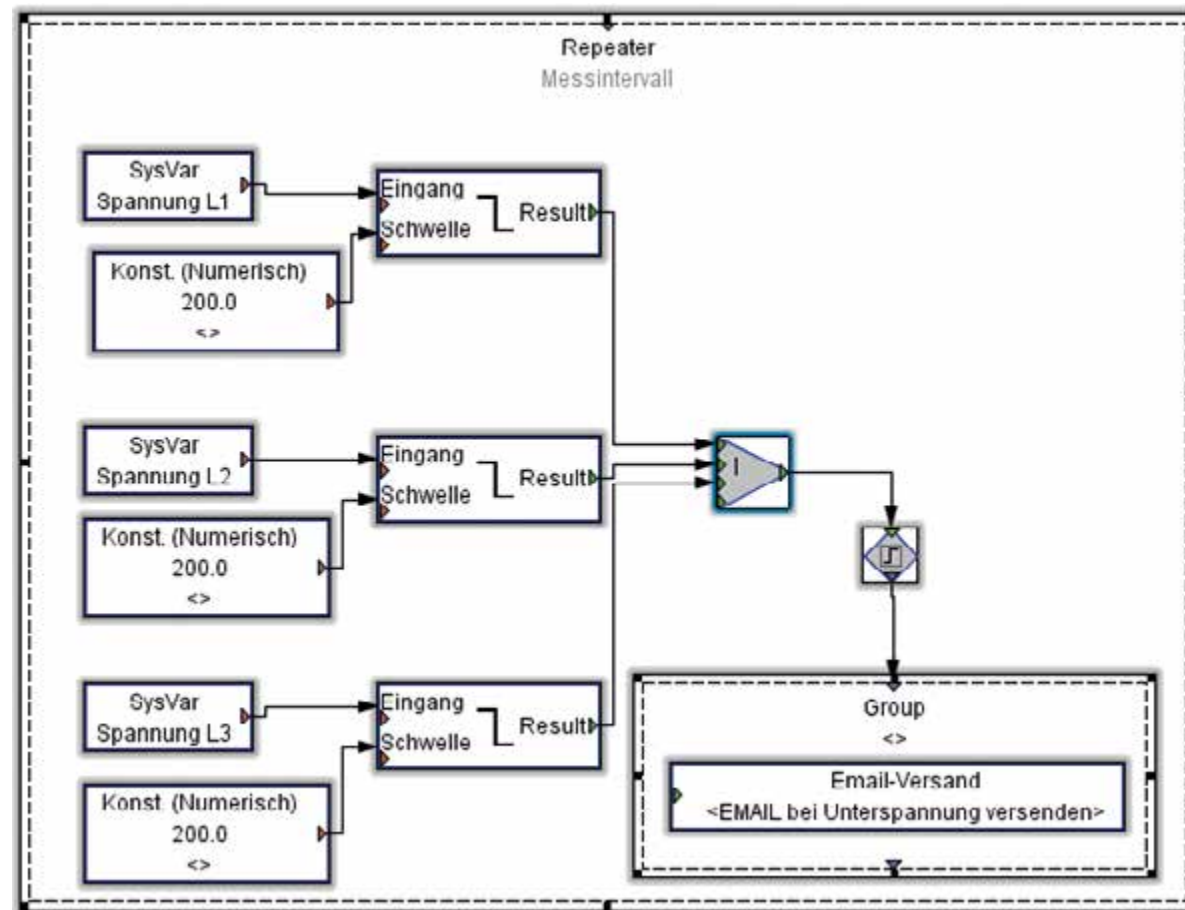 Repeater
Messintervall
SysVar
Spannung L1
Eingang
Schwelle
Result
Konst. (Numerisch)
200.0
<>
SysVar
Spannung L2
Eingang
Schwelle
Result
Konst. (Numerisch)
200.0
<>
SysVar
Spannung L3
Eingang
Schwelle
Result
Konst. (Numerisch)
200.0
<>
I
Group
<>
Email-Versand
<EMAIL bei Unterspannung versenden>